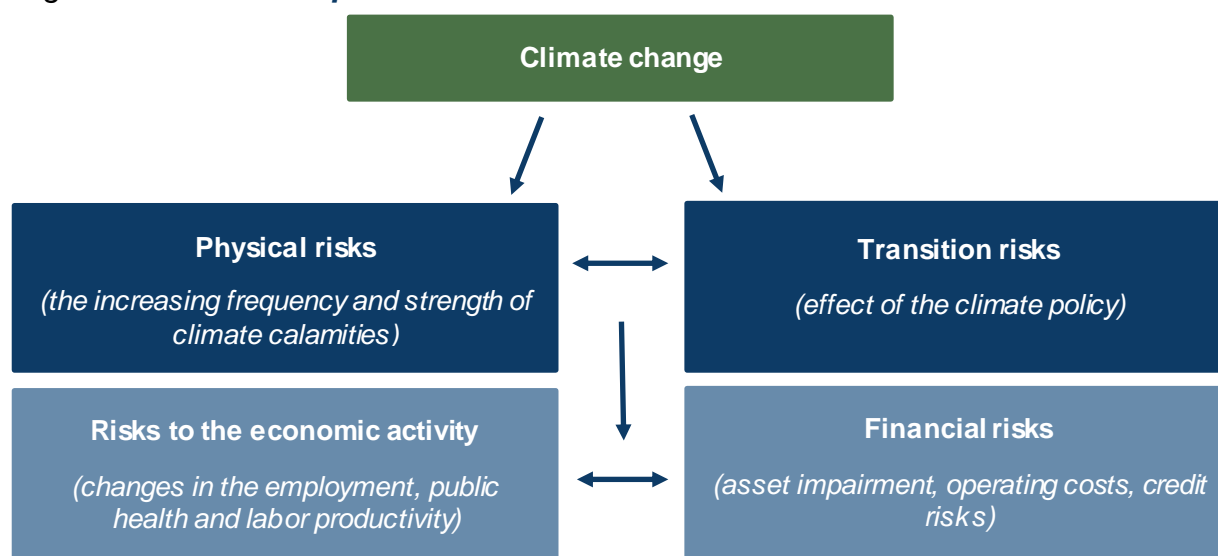 Climate change
Physical risks
(the increasing frequency and strength of
climate calamities)
Transition risks
(effect of the climate policy)
Risks to the economic activity
(changes in the employment, public
health and labor productivity)
Financial risks
(asset impairment, operating costs, credit
risks)